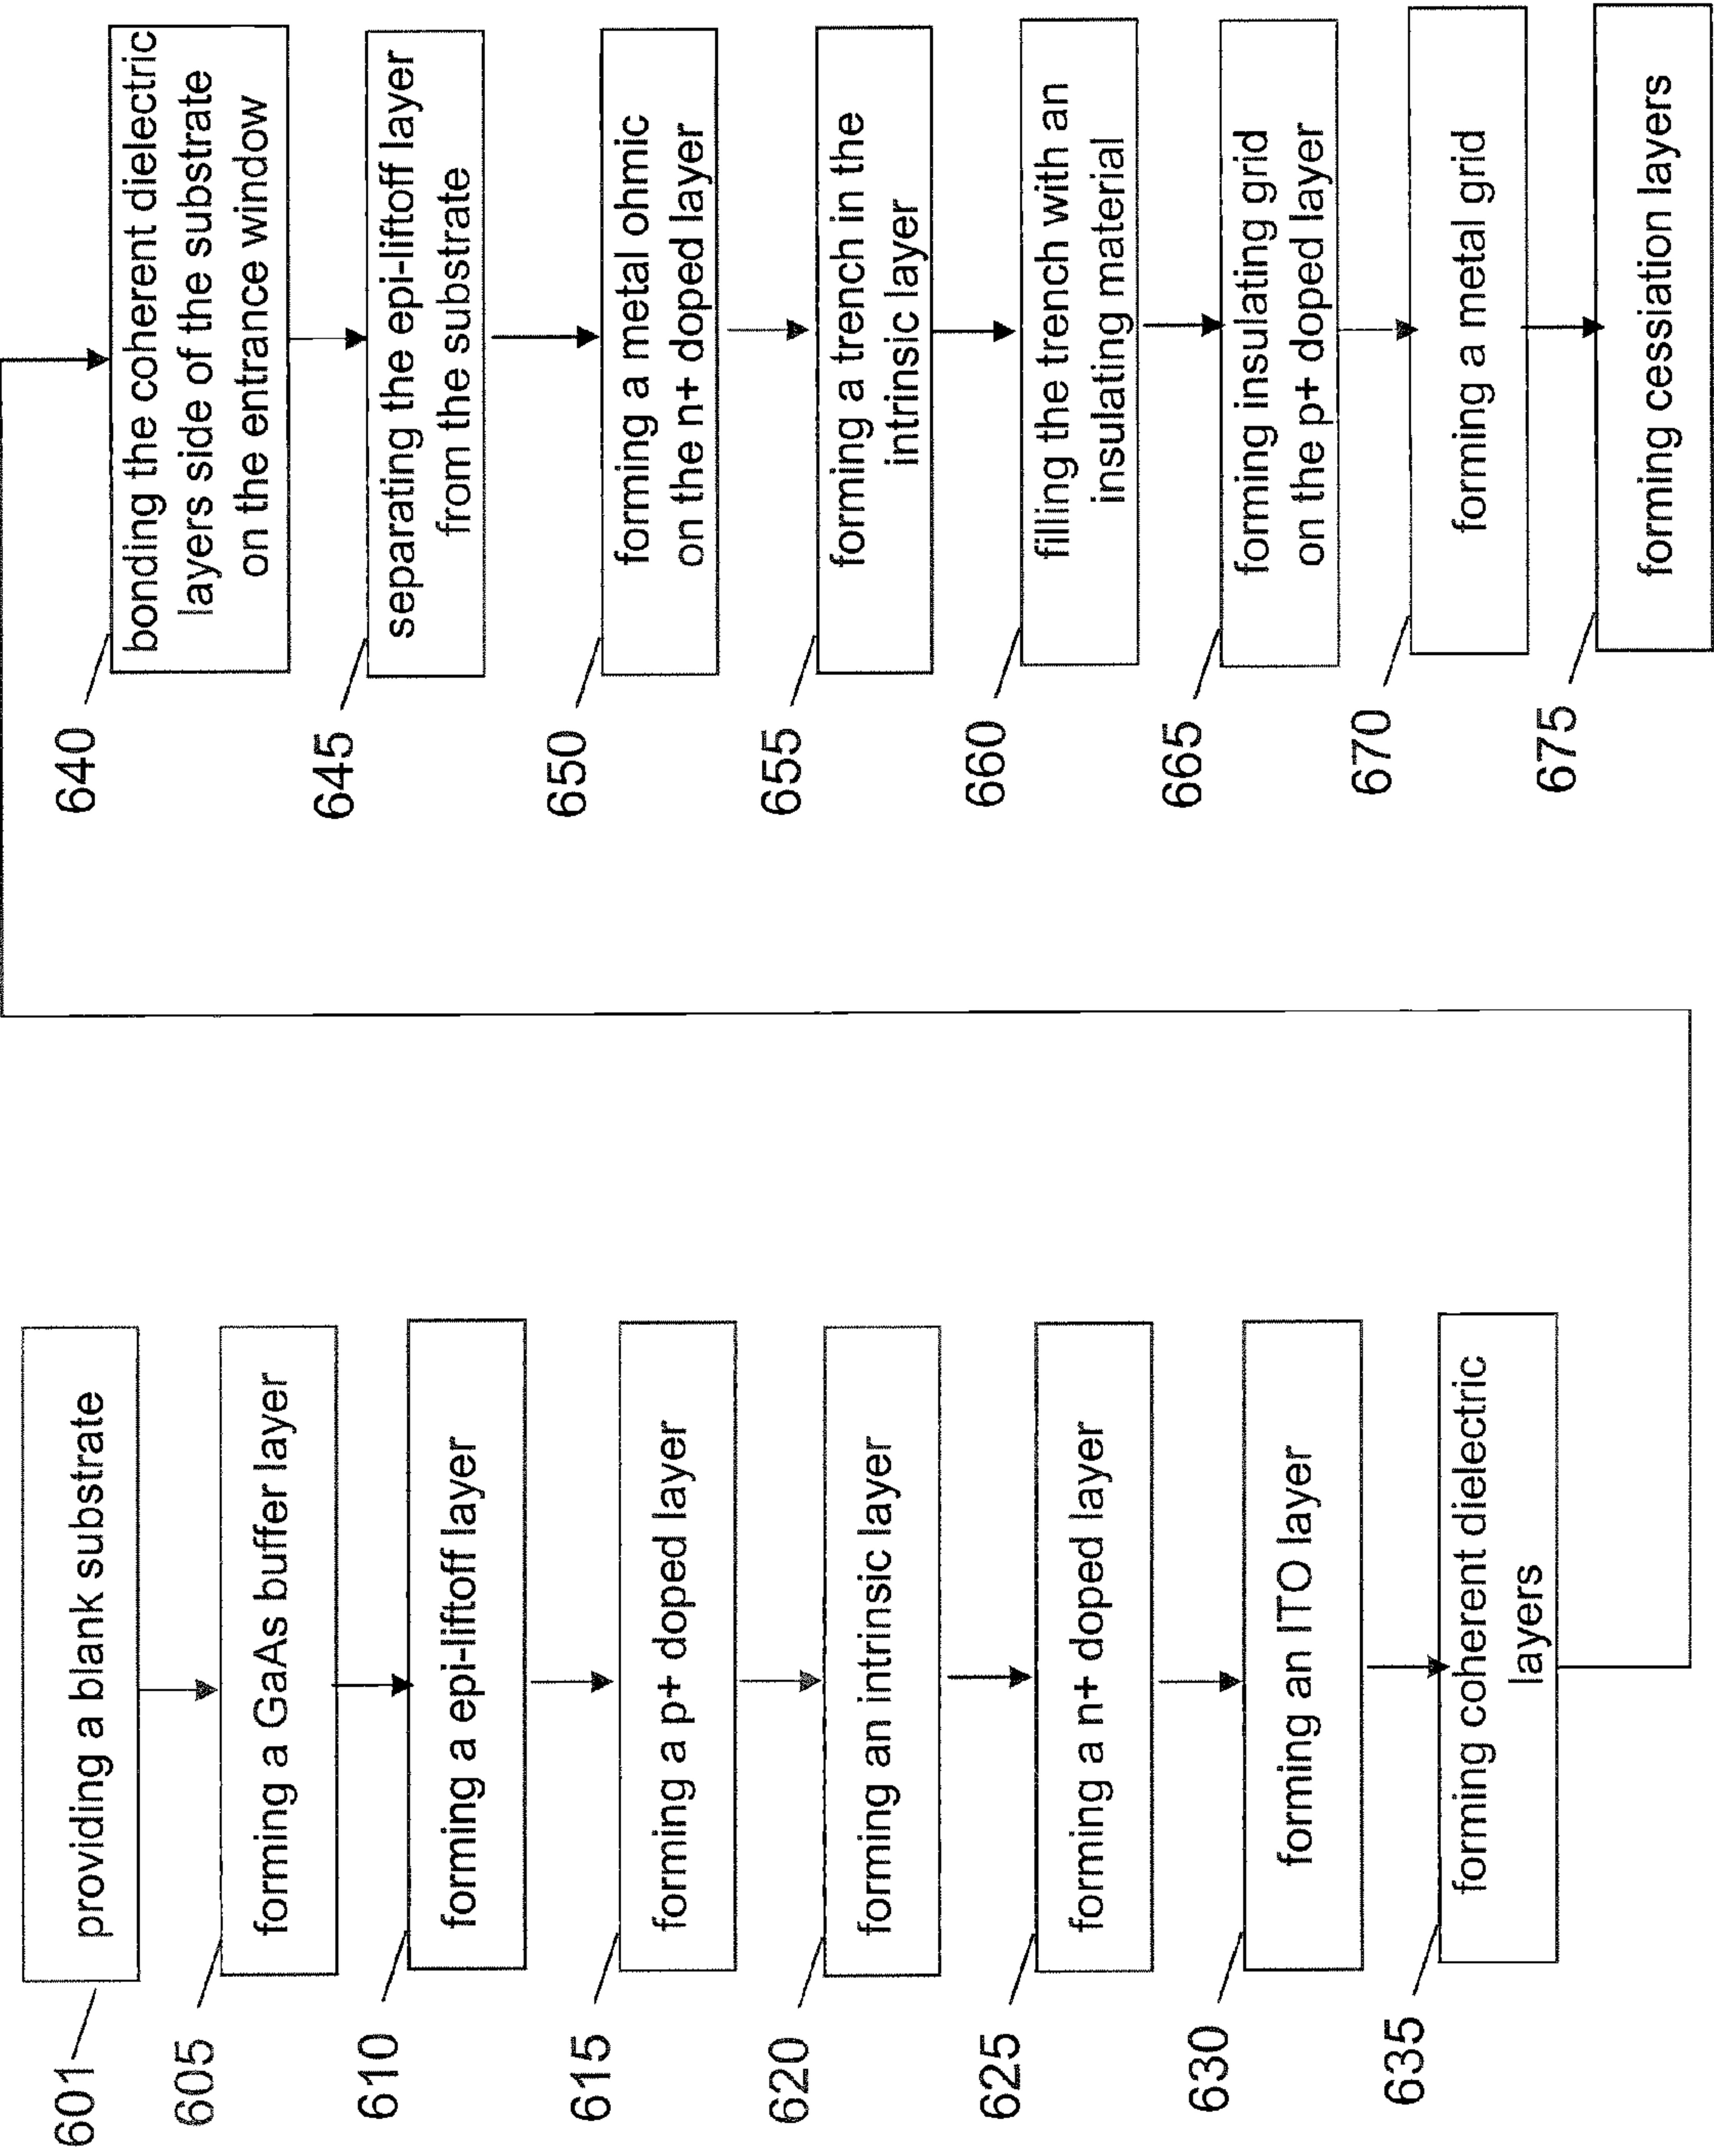 601
providing a blank substrate
605
forming a GaAs buffer layer
610
forming a epi-liftoff layer
615
forming a p+ doped layer
620
forming an intrinsic layer
625
forming a n+ doped layer
630
forming an ITO layer
635
forming coherent dielectric
layers
640
bonding the coherent dielectric
layers side of the substrate
on the entrance window
645
separating the epi-liftoff layer
from the substrate
650
forming a metal ohmic
on the n+ doped layer
655
forming a trench in the
intrinsic layer
660
filling the trench with an
insulating material
665
forming insulating grid
on the p+ doped layer
670
forming a metal grid
675
forming cessiation layers